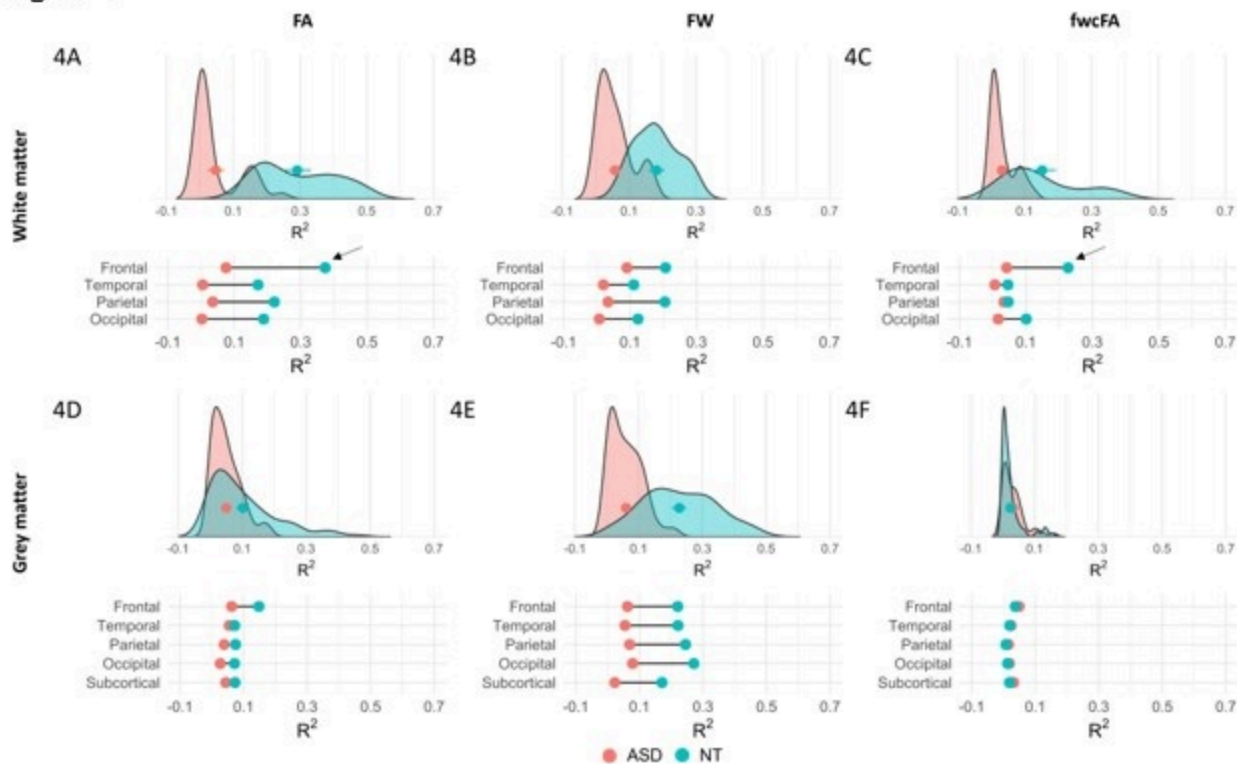 FA FW fwcFA
4A 4B 4C
White matter
-0.1 0.1 0.3 0.5 0.7 -0.1 0.1 0.3 0.5 0.7 -0.1 0.1 0.3 0.5 0.7
R² R² R²
Frontal Frontal Frontal
Temporal Temporal Temporal
Parietal Parietal Parietal
Occipital Occipital Occipital
-0.1 0.1 0.3 0.5 0.7 -0.1 0.1 0.3 0.5 0.7 -0.1 0.1 0.3 0.5 0.7
R² R² R²
4D 4E 4F
Grey matter
-0.1 0.1 0.3 0.5 0.7 -0.1 0.1 0.3 0.5 0.7 -0.1 0.1 0.3 0.5 0.7
R² R² R²
Frontal Frontal Frontal
Temporal Temporal Temporal
Parietal Parietal Parietal
Occipital Occipital Occipital
Subcortical Subcortical Subcortical
-0.1 0.1 0.3 0.5 0.7 -0.1 0.1 0.3 0.5 0.7 -0.1 0.1 0.3 0.5 0.7
R² R² R²
ASD NT